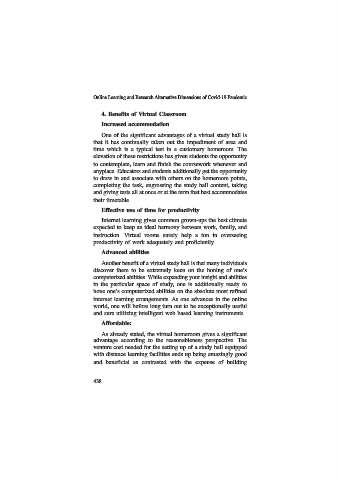 Online Learning and Research Alternative Dimensions of Covid-19 Pandemic
4. Benefits of Virtual Classroom
Increased accommodation
One of the significant advantages of a virtual study hall is
that it has continually taken out the impediment of area and
time which is a typical test in a customary homeroom. The
elevation of these restrictions has given students the opportunity
to contemplate, learn and finish the coursework whenever and
anyplace. Educators and students additionally get the opportunity
to draw in and associate with others on the homeroom points,
completing the task, engrossing the study hall content, taking
and giving tests all at once or at the term that best accommodates
their timetable.
Effective use of time for productivity
Internet learning gives common grown-ups the best climate
expected to keep an ideal harmony between work, family, and
instruction. Virtual rooms surely help a ton in overseeing
productivity of work adequately and proficiently.
Advanced abilities
Another benefit of a virtual study hall is that many individuals
discover them to be extremely keen on the honing of one's
computerized abilities. While expanding your insight and abilities
in the particular space of study, one is additionally ready to
hone one's computerized abilities on the absolute most refined
internet learning arrangements. As one advances in the online
world, one will before long turn out to be exceptionally useful
and care utilizing intelligent web based learning instruments.
Affordable:
As already stated, the virtual homeroom gives a significant
advantage according to the reasonableness perspective. The
venture cost needed for the setting up of a study hall equipped
with distance learning facilities ends up being amazingly good
and beneficial as contrasted with the expense of building
438